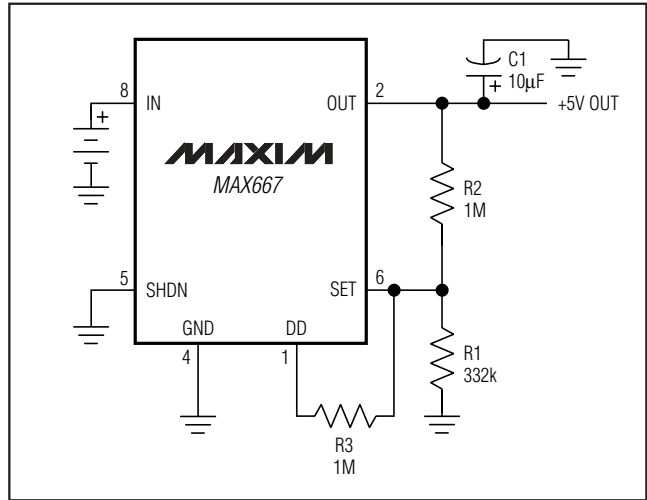 C1
10μF
8
IN
OUT
2
+
+5V OUT
+
MAXIM
MAX667
R2
1M
5
SHDN
SET
6
GND
DD
4
1
R1
332k
R3
1M